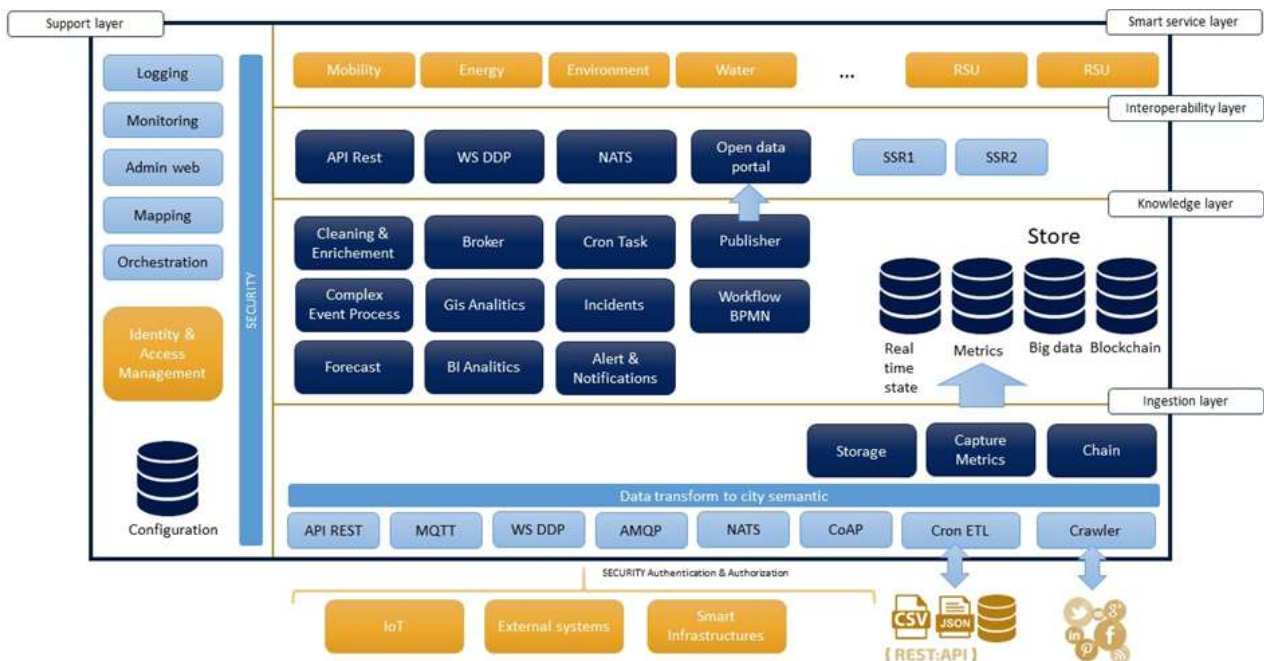 Support layer
Smart service layer
Logging
Monitoring
Admin web
Mapping
Orchestration
Identity &
Access
Management
Configuration
SECURITY
Mobility
Energy
Environment
Water
...
RSU
RSU
Interoperability layer
API Rest
WS DDP
NATS
Open data
portal
SSR1
SSR2
Knowledge layer
Cleaning &
Enrichement
Broker
Cron Task
Publisher
Complex
Event Process
Gis Analitics
Incidents
Workflow
BPMN
Forecast
BI Analitics
Alert &
Notifications
Store
Real
time
state
Metrics
Big data
Blockchain
Ingestion layer
Storage
Capture
Metrics
Chain
Data transform to city semantic
API REST
MQTT
WS DDP
AMQP
NATS
CoAP
Cron ETL
Crawler
SECURITY Authentication & Authorization
IoT
External systems
Smart
Infrastructures
CSV
JSON
{ REST:API }
g+
in
f